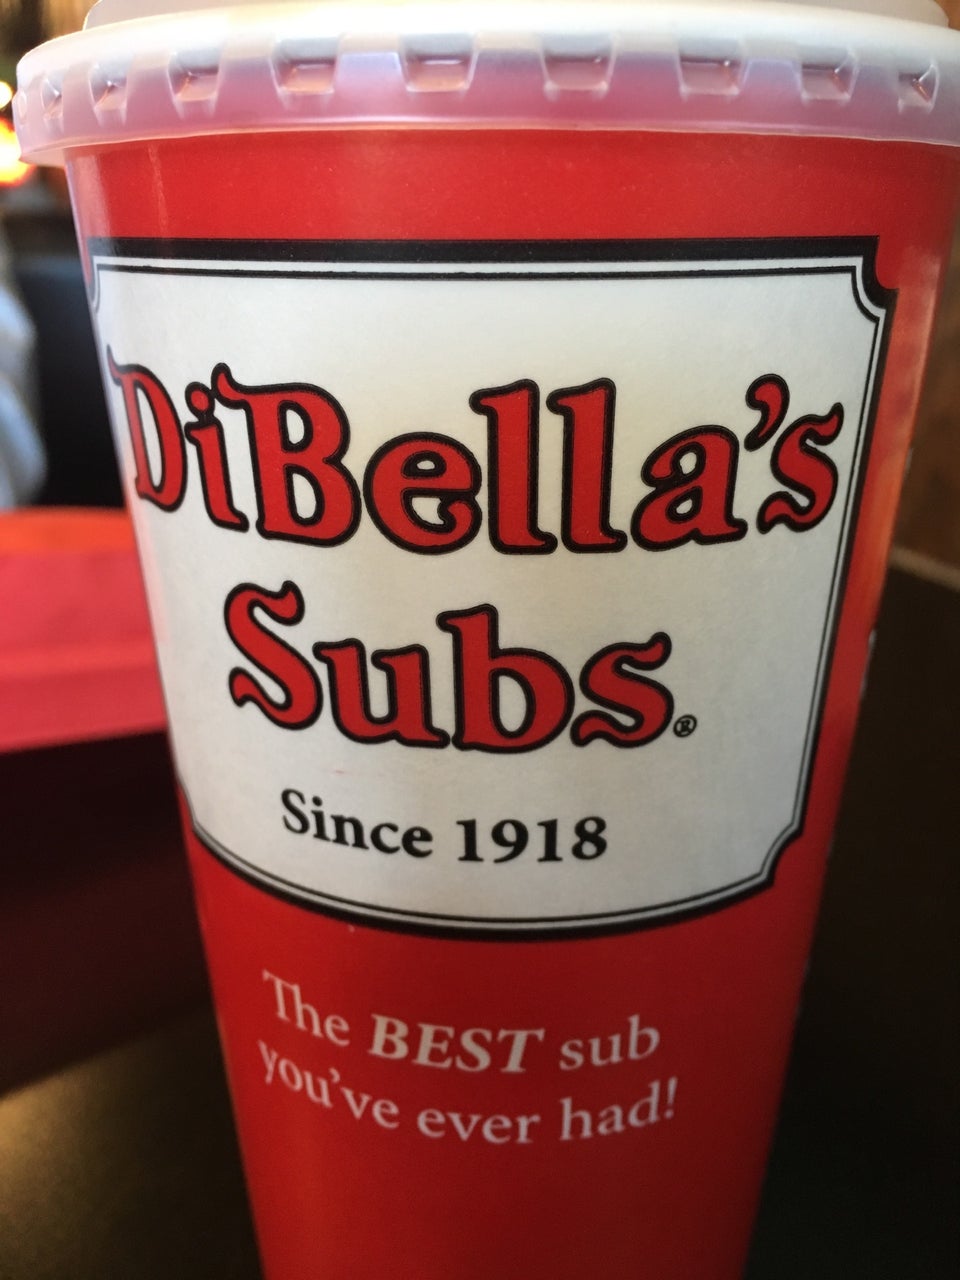 DiBella's
Subs®
Since 1918
The BEST sub
you've ever had!